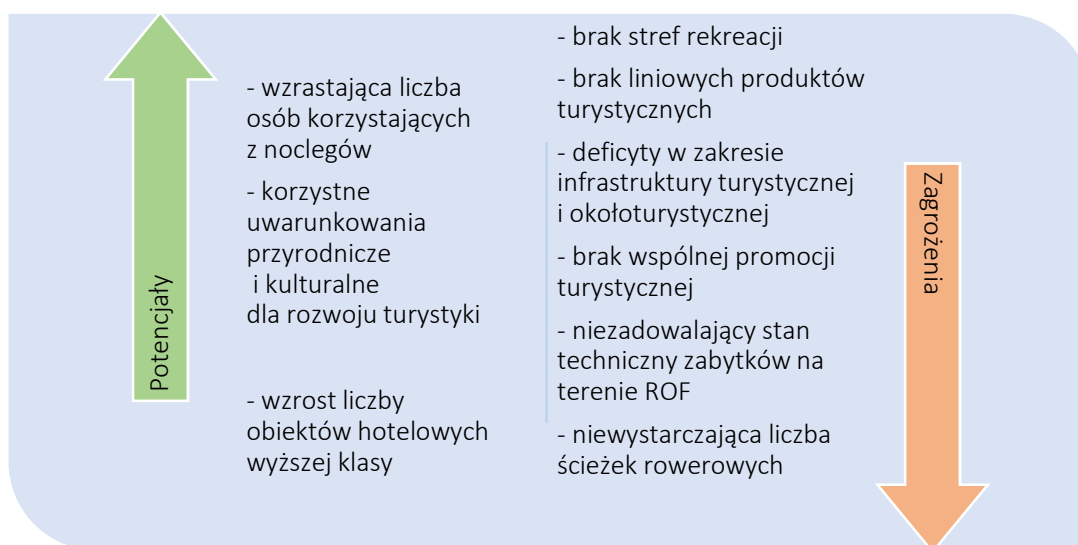 Potencjały
- wzrastająca liczba
osób korzystających
z noclegów
- korzystne
uwarunkowania
przyrodnicze
i kulturalne
dla rozwoju turystyki
- wzrost liczby
obiektów hotelowych
wyższej klasy
- brak stref rekreacji
- brak liniowych produktów
turystycznych
- deficyty w zakresie
infrastruktury turystycznej
i okołoturystycznej
- brak wspólnej promocji
turystycznej
- niezadowalający stan
techniczny zabytków na
terenie ROF
- niewystarczająca liczba
ścieżek rowerowych
Zagrożenia